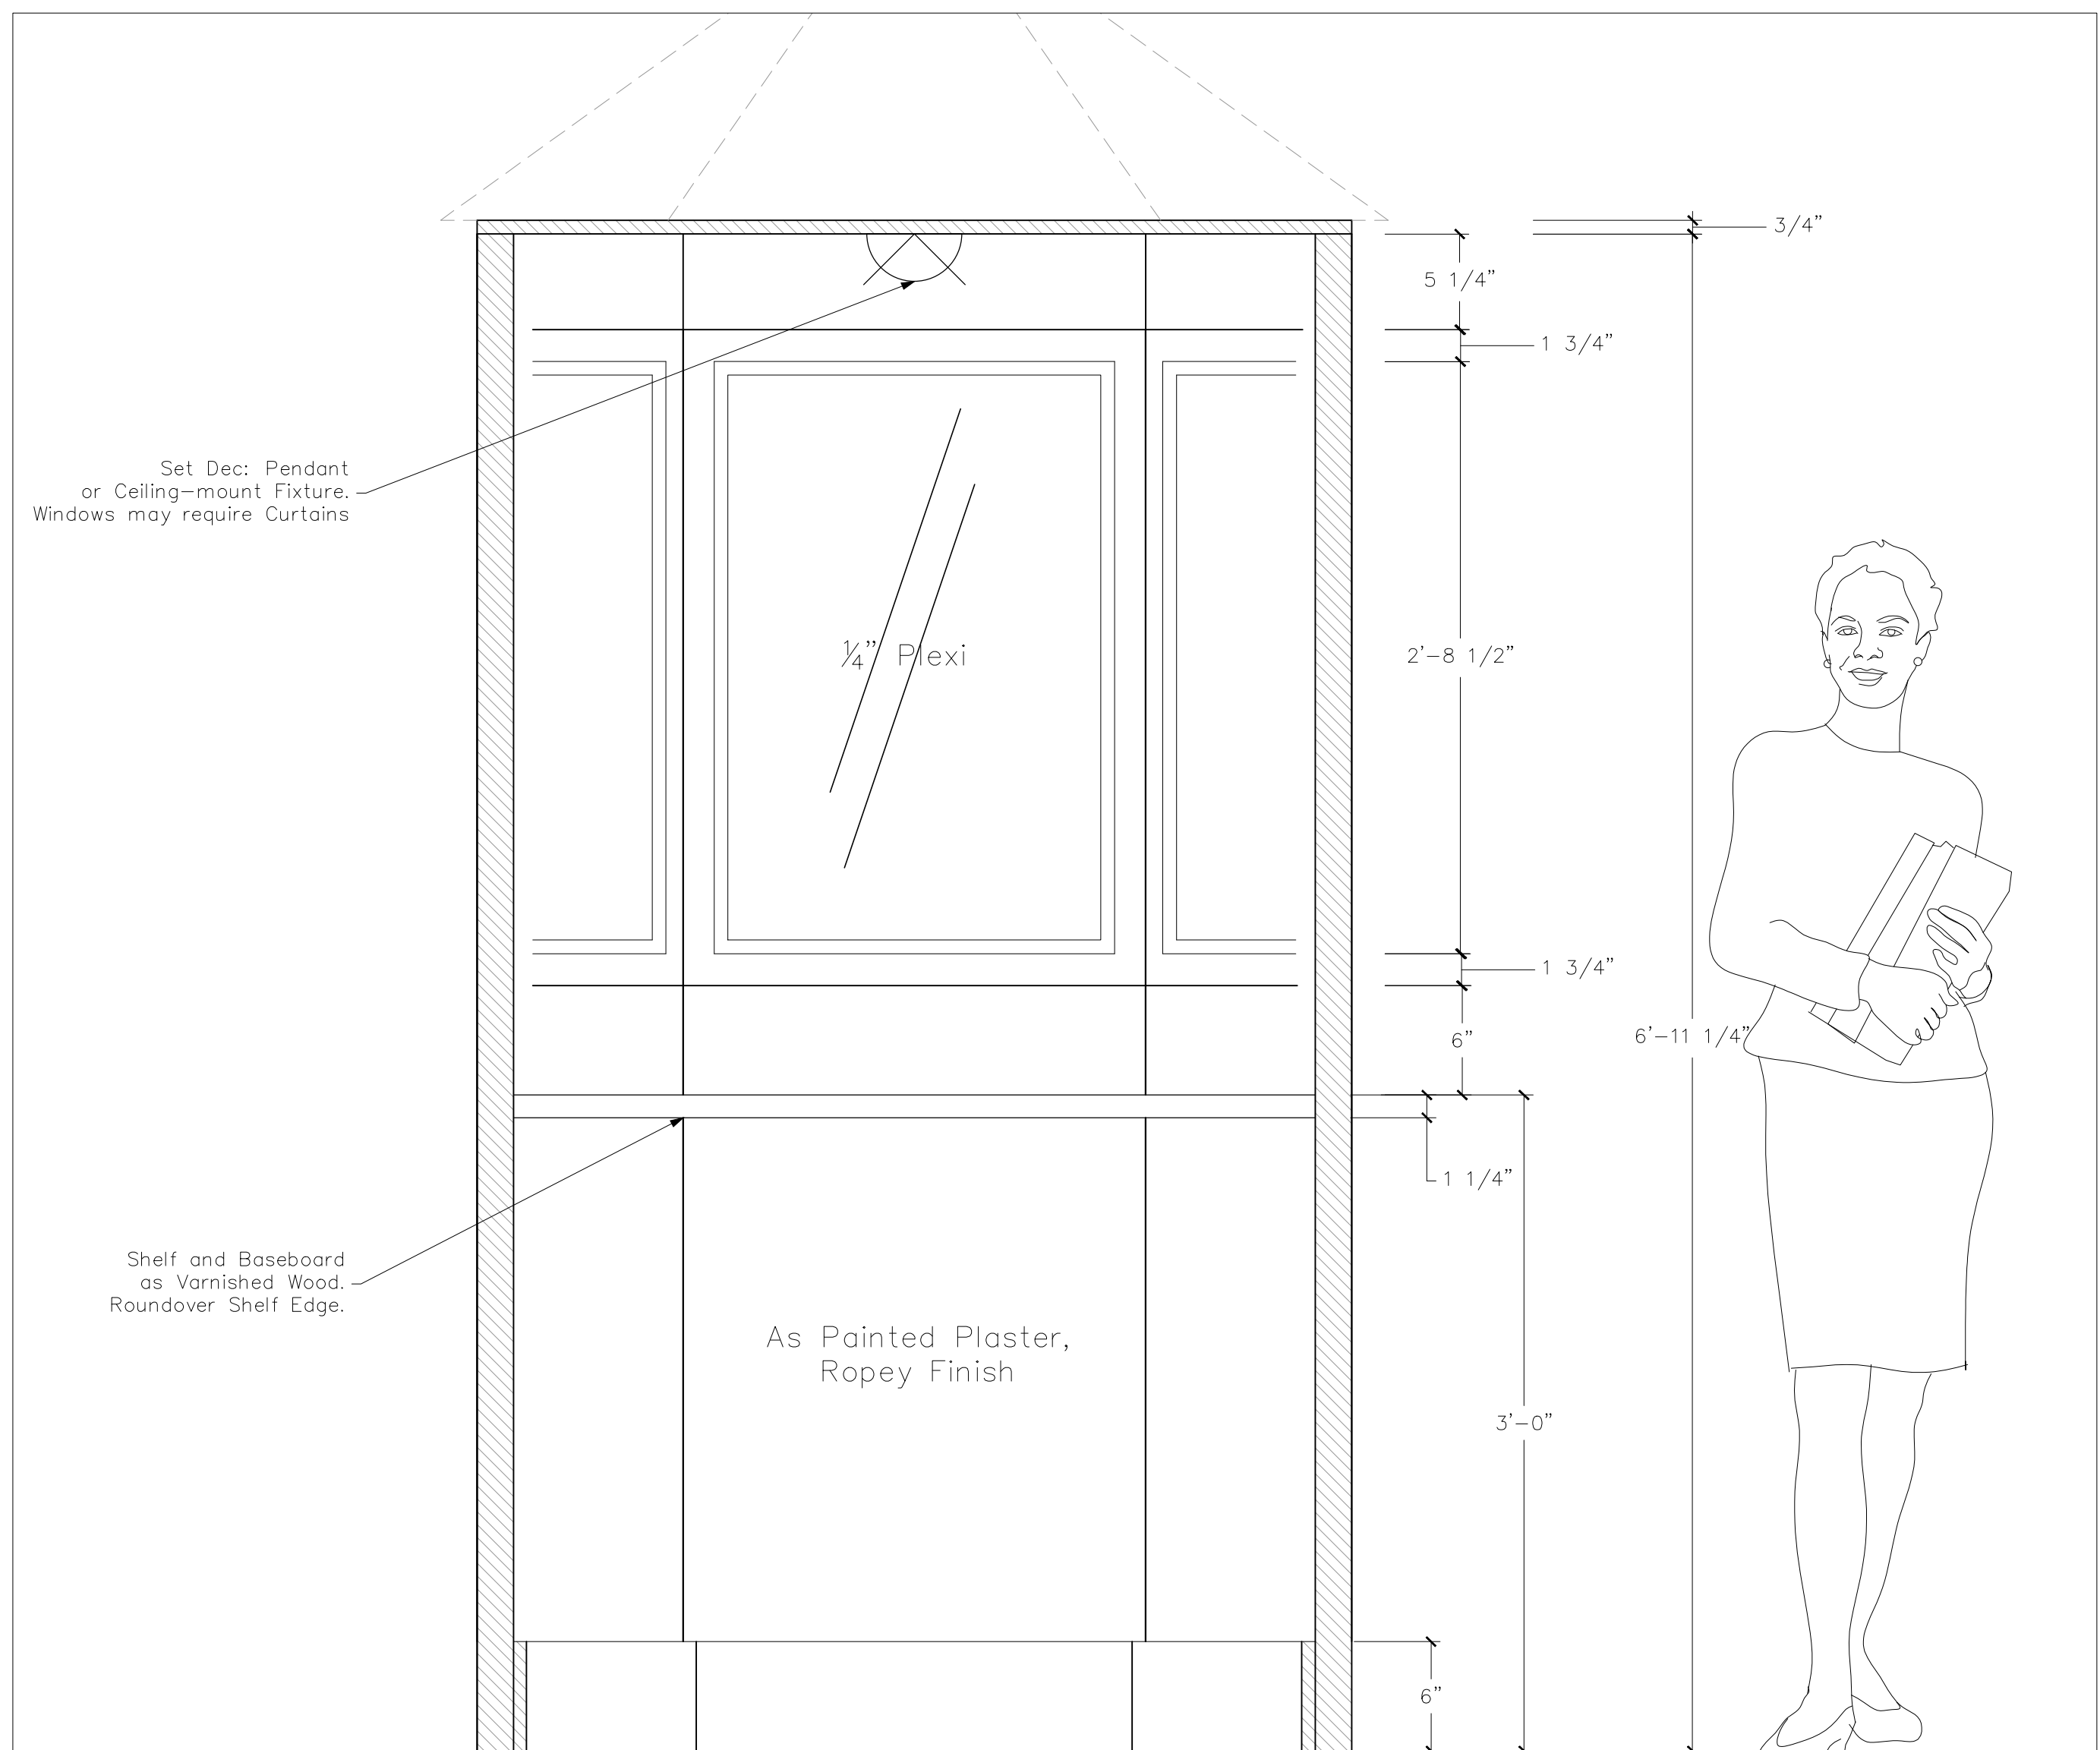 3/4"
5 1/4"
1 3/4"
Set Dec: Pendant
or Ceiling-mount Fixture.
Windows may require Curtains
¼" Plexi
2'-8 1/2"
1 3/4"
6"
6'-11 1/4"
1 1/4"
Shelf and Baseboard
as Varnished Wood.
Roundover Shelf Edge.
As Painted Plaster,
Ropey Finish
3'-0"
6"